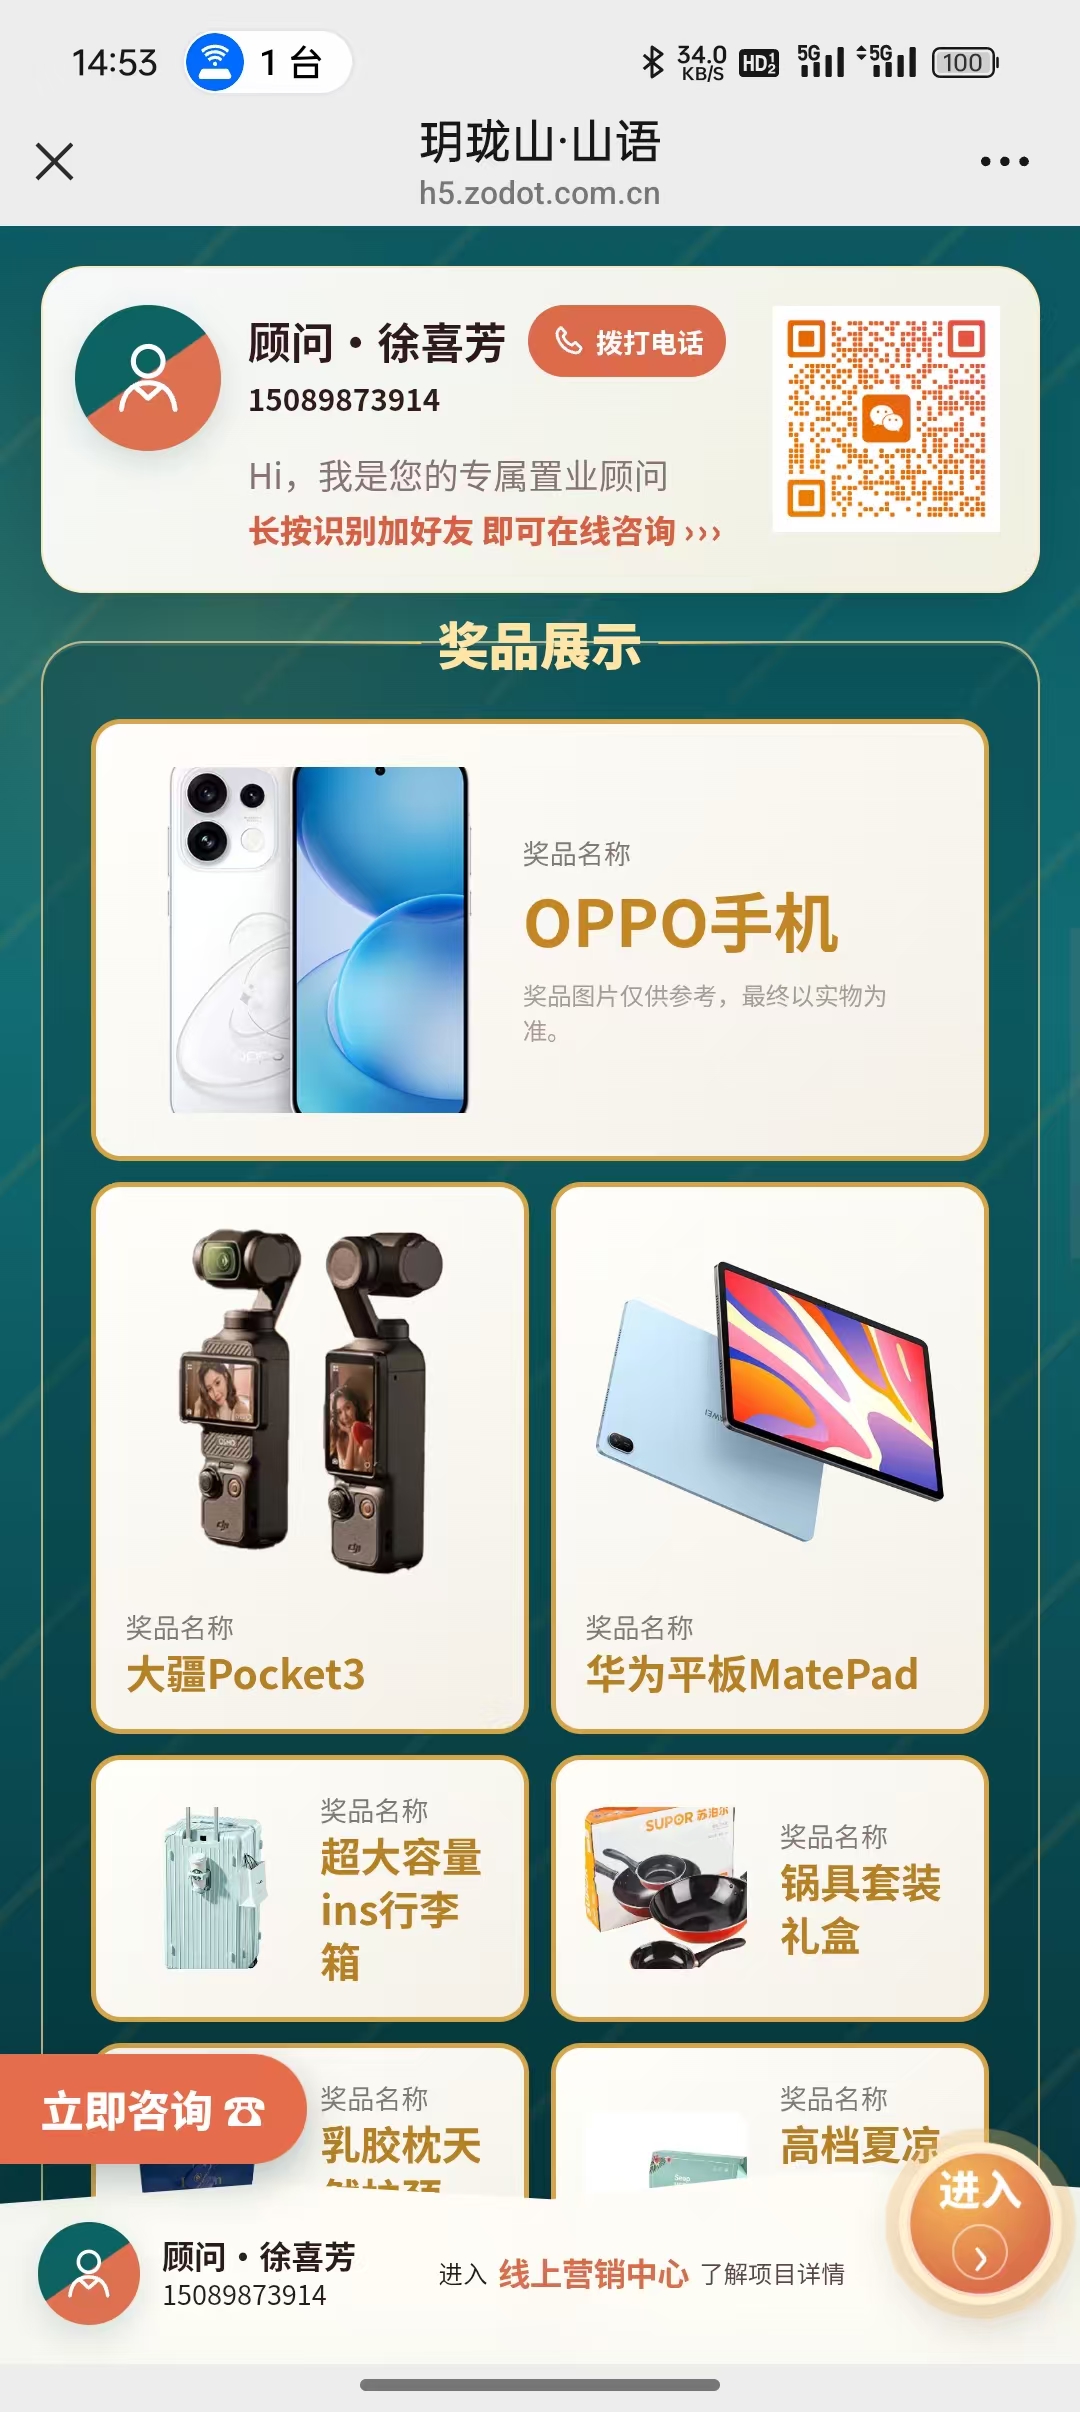 14:53
1 台
34.0
KB/S
HD
5G
5G
100
玥珑山·山语
h5.zodot.com.cn
顾问・徐喜芳
拨打电话
15089873914
Hi，我是您的专属置业顾问
长按识别加好友 即可在线咨询 ›››
奖品展示
奖品名称
OPPO手机
奖品图片仅供参考，最终以实物为
准。
奖品名称
大疆Pocket3
奖品名称
华为平板MatePad
奖品名称
超大容量
ins行李
箱
SUPOR 苏泊尔
奖品名称
锅具套装
礼盒
立即咨询
奖品名称
乳胶枕天
奖品名称
高档夏凉
进入
顾问・徐喜芳
15089873914
进入 线上营销中心 了解项目详情